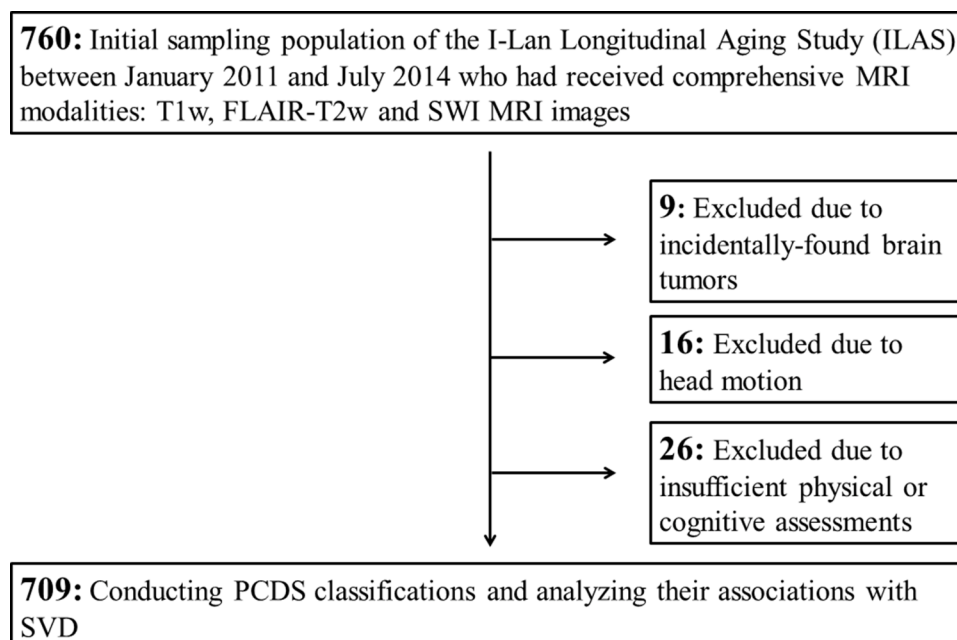 760: Initial sampling population of the I-Lan Longitudinal Aging Study (ILAS)
between January 2011 and July 2014 who had received comprehensive MRI
modalities: T1w, FLAIR-T2w and SWI MRI images
9: Excluded due to
incidentally-found brain
tumors
16: Excluded due to
head motion
26: Excluded due to
insufficient physical or
cognitive assessments
709: Conducting PCDS classifications and analyzing their associations with
SVD